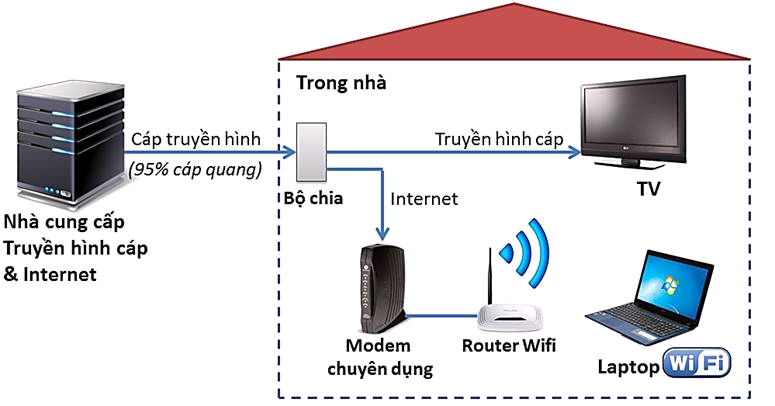 Trong nhà
Cáp truyền hình
(95% cáp quang)
Truyền hình cáp
TV
Bộ chia
Internet
Nhà cung cấp
Truyền hình cáp
& Internet
Modem
chuyên dụng
Router Wifi
Laptop WiFi